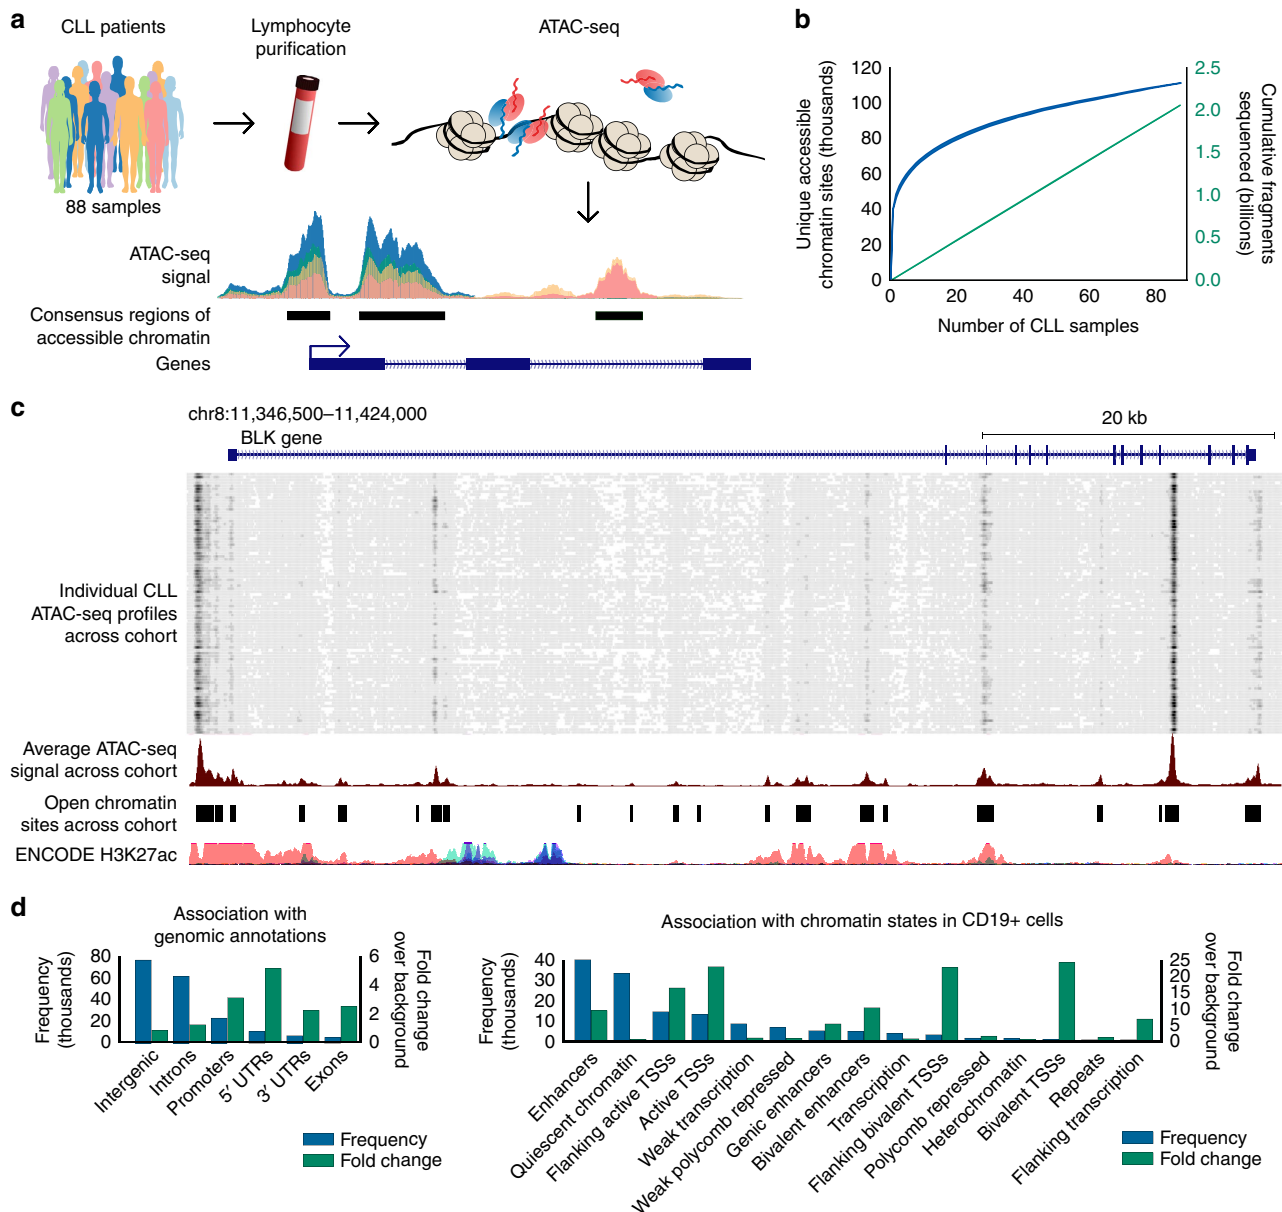 a
CLL patients
88 samples
Lymphocyte
purification
ATAC-seq
ATAC-seq
signal
Consensus regions of
accessible chromatin
Genes
b
Unique accessible
chromatin sites (thousands)
120
100
80
60
40
20
0
0 20 40 60 80
Number of CLL samples
2.5
2.0
1.5
1.0
0.5
0.0
Cumulative fragments
sequenced (billions)
c
chr8:11,346,500–11,424,000
BLK gene
20 kb
Individual CLL
ATAC-seq profiles
across cohort
Average ATAC-seq
signal across cohort
Open chromatin
sites across cohort
ENCODE H3K27ac
d
Association with
genomic annotations
Frequency
(thousands)
80
60
40
20
0
6
4
2
0
Fold change
over background
Intergenic
Introns
Promoters
5′ UTRs
3′ UTRs
Exons
Frequency
Fold change
Association with chromatin states in CD19+ cells
Frequency
(thousands)
40
30
20
10
0
25
20
15
10
5
0
Fold change
over background
Enhancers
Quiescent chromatin
Flanking active TSSs
Active TSSs
Weak transcription
Weak polycomb repressed
Genic enhancers
Bivalent enhancers
Transcription
Flanking bivalent TSSs
Polycomb repressed
Heterochromatin
Bivalent TSSs
Repeats
Flanking transcription
Frequency
Fold change